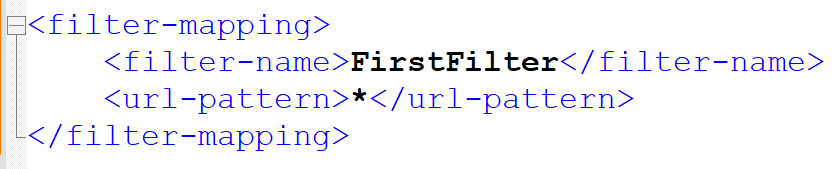 <filter-mapping>
    <filter-name>FirstFilter</filter-name>
    <url-pattern>*</url-pattern>
</filter-mapping>